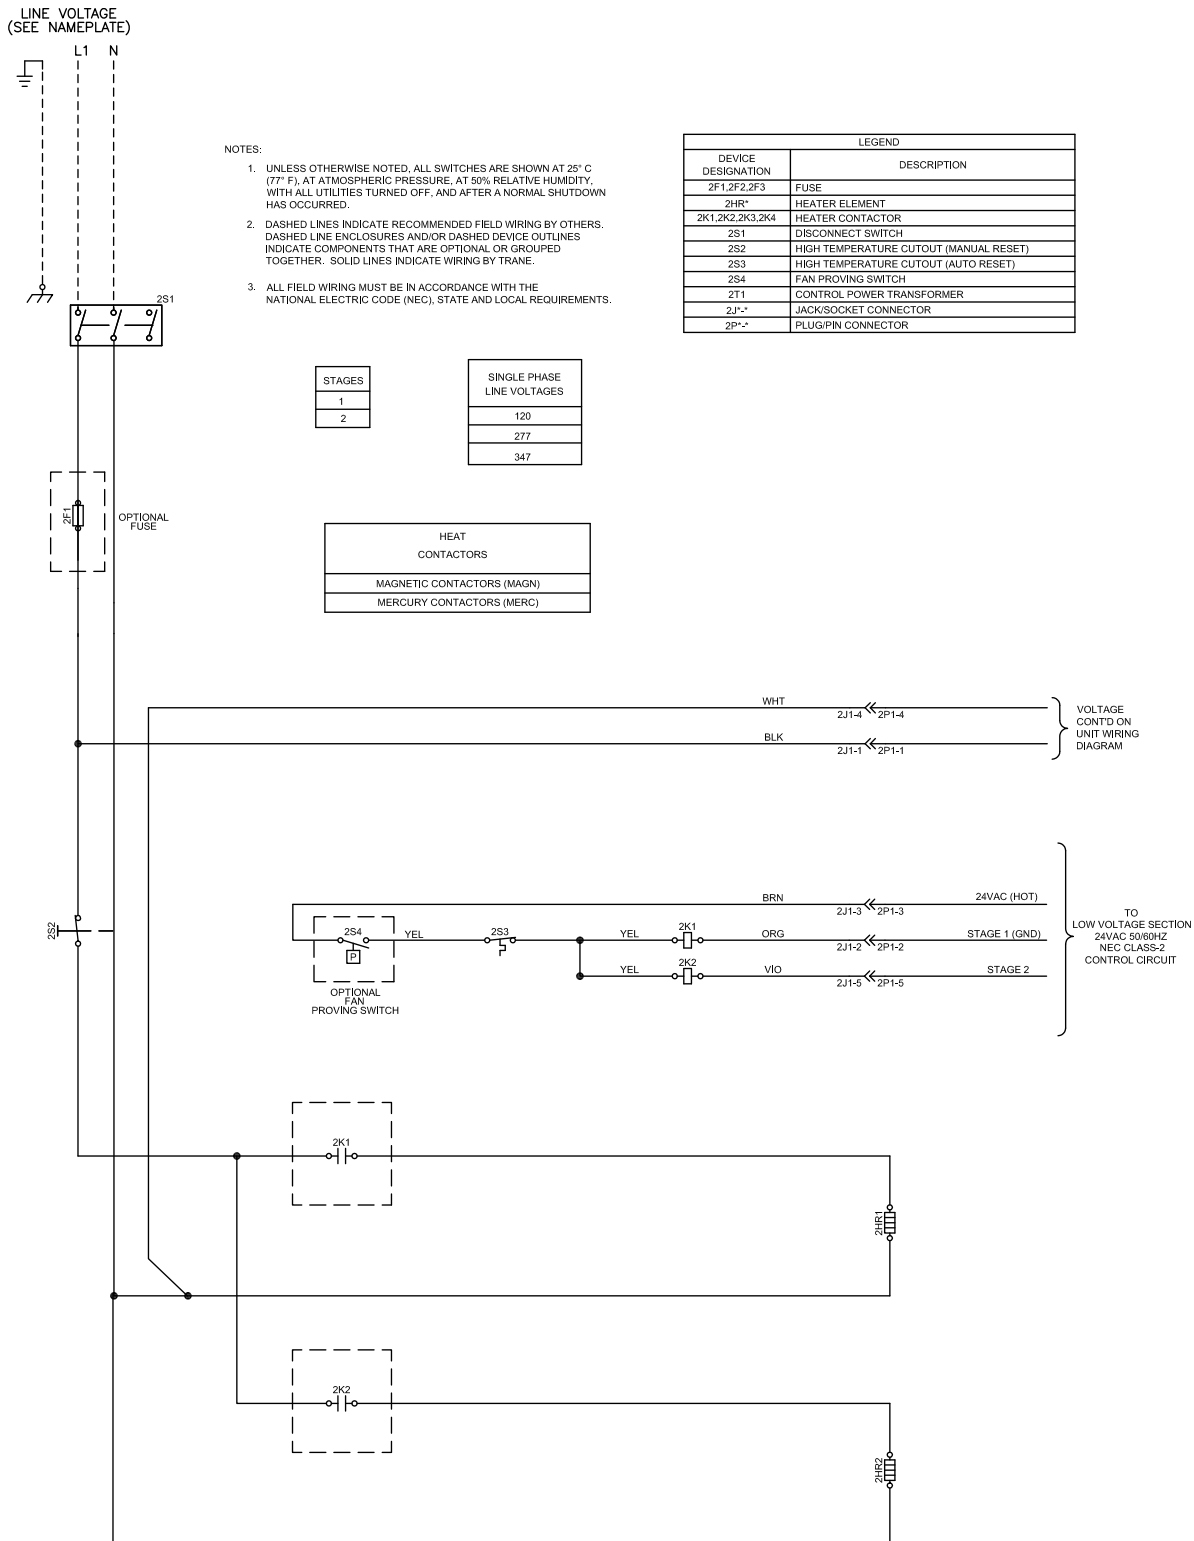 LINE VOLTAGE
(SEE NAMEPLATE)
L1 N
2S1
NOTES:
1. UNLESS OTHERWISE NOTED, ALL SWITCHES ARE SHOWN AT 25° C
(77° F), AT ATMOSPHERIC PRESSURE, AT 50% RELATIVE HUMIDITY,
WITH ALL UTILITIES TURNED OFF, AND AFTER A NORMAL SHUTDOWN
HAS OCCURRED.
2. DASHED LINES INDICATE RECOMMENDED FIELD WIRING BY OTHERS.
DASHED LINE ENCLOSURES AND/OR DASHED DEVICE OUTLINES
INDICATE COMPONENTS THAT ARE OPTIONAL OR GROUPED
TOGETHER. SOLID LINES INDICATE WIRING BY TRANE.
3. ALL FIELD WIRING MUST BE IN ACCORDANCE WITH THE
NATIONAL ELECTRIC CODE (NEC), STATE AND LOCAL REQUIREMENTS.
LEGEND
DEVICE
DESIGNATION
DESCRIPTION
2F1,2F2,2F3 FUSE
2HR* HEATER ELEMENT
2K1,2K2,2K3,2K4 HEATER CONTACTOR
2S1 DISCONNECT SWITCH
2S2 HIGH TEMPERATURE CUTOUT (MANUAL RESET)
2S3 HIGH TEMPERATURE CUTOUT (AUTO RESET)
2S4 FAN PROVING SWITCH
2T1 CONTROL POWER TRANSFORMER
2J*-* JACK/SOCKET CONNECTOR
2P*-* PLUG/PIN CONNECTOR
STAGES
1
2
SINGLE PHASE
LINE VOLTAGES
120
277
347
2F1
OPTIONAL
FUSE
HEAT
CONTACTORS
MAGNETIC CONTACTORS (MAGN)
MERCURY CONTACTORS (MERC)
WHT
2J1-4 2P1-4
BLK
2J1-1 2P1-1
VOLTAGE
CONT'D ON
UNIT WIRING
DIAGRAM
2S2
BRN
2J1-3 2P1-3
24VAC (HOT)
2S4
P
OPTIONAL
FAN
PROVING SWITCH
YEL
2S3
YEL
2K1
ORG
2J1-2 2P1-2
STAGE 1 (GND)
YEL
2K2
VIO
2J1-5 2P1-5
STAGE 2
TO
LOW VOLTAGE SECTION
24VAC 50/60HZ
NEC CLASS-2
CONTROL CIRCUIT
2K1
2HR1
2K2
2HR2